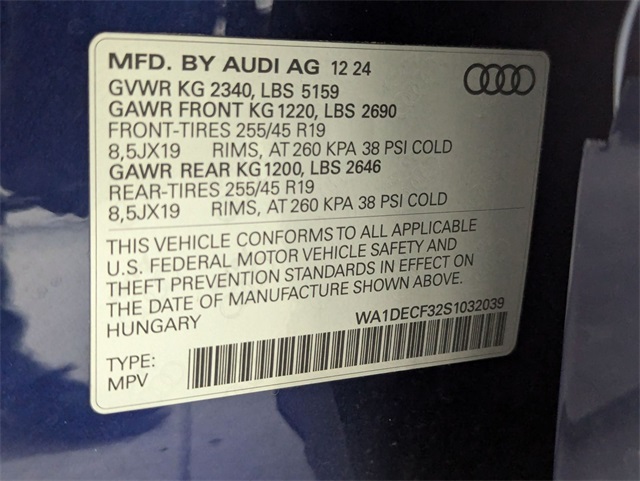 MFD. BY AUDI AG 12 24
GVWR KG 2340, LBS 5159
GAWR FRONT KG 1220, LBS 2690
FRONT-TIRES 255/45 R19
8,5JX19 RIMS, AT 260 KPA 38 PSI COLD
GAWR REAR KG 1200, LBS 2646
REAR-TIRES 255/45 R19
8,5JX19 RIMS, AT 260 KPA 38 PSI COLD
THIS VEHICLE CONFORMS TO ALL APPLICABLE
U.S. FEDERAL MOTOR VEHICLE SAFETY AND
THEFT PREVENTION STANDARDS IN EFFECT ON
THE DATE OF MANUFACTURE SHOWN ABOVE.
HUNGARY WA1DECF32S1032039
TYPE:
MPV